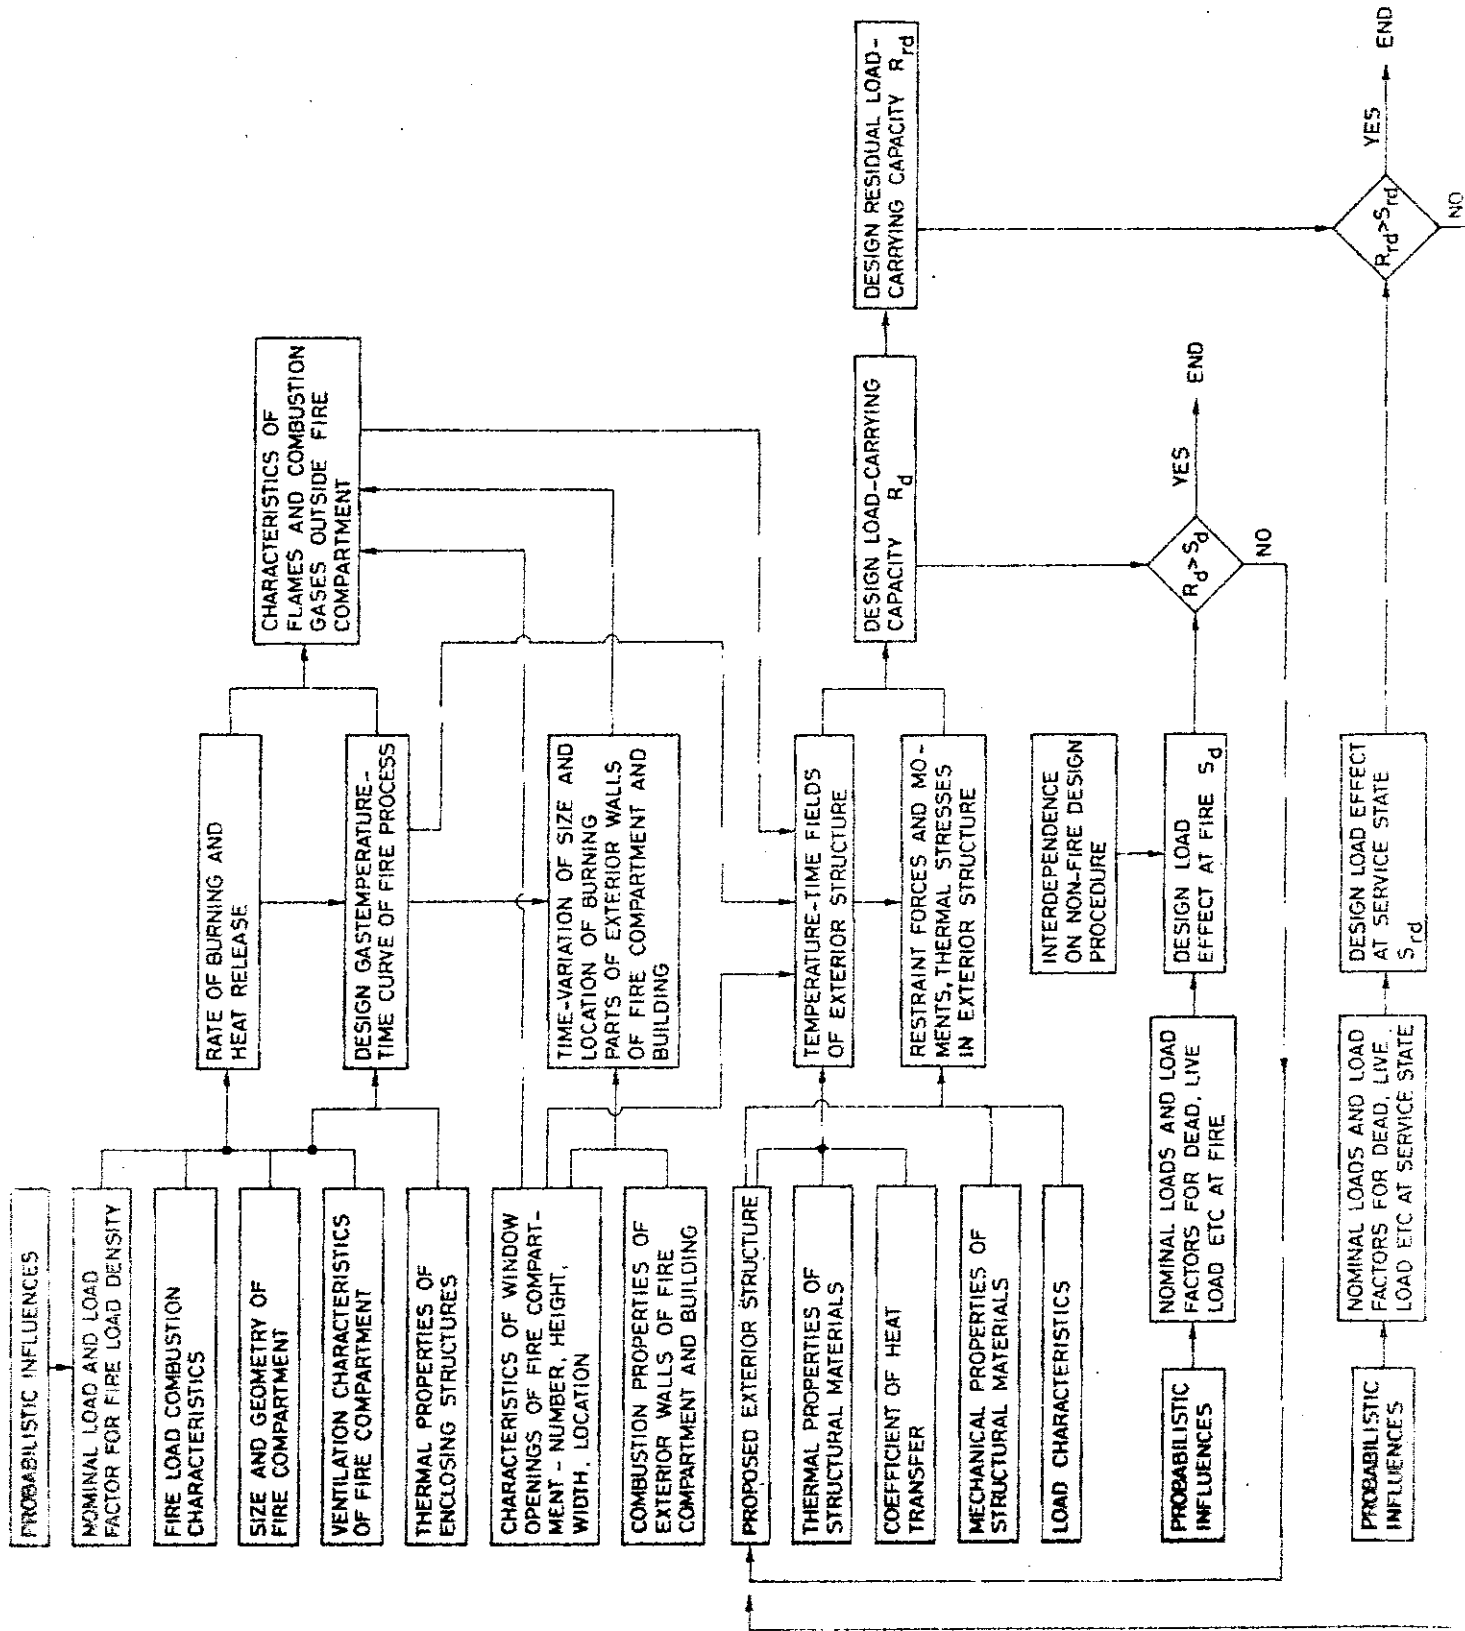 PROBABILISTIC INFLUENCES
NOMINAL LOAD AND LOAD
FACTOR FOR FIRE LOAD DENSITY
FIRE LOAD COMBUSTION
CHARACTERISTICS
SIZE AND GEOMETRY OF
FIRE COMPARTMENT
VENTILATION CHARACTERISTICS
OF FIRE COMPARTMENT
THERMAL PROPERTIES OF
ENCLOSING STRUCTURES
CHARACTERISTICS OF WINDOW
OPENINGS OF FIRE COMPART-
MENT - NUMBER, HEIGHT,
WIDTH, LOCATION
COMBUSTION PROPERTIES OF
EXTERIOR WALLS OF FIRE
COMPARTMENT AND BUILDING
PROPOSED EXTERIOR STRUCTURE
THERMAL PROPERTIES OF
STRUCTURAL MATERIALS
COEFFICIENT OF HEAT
TRANSFER
MECHANICAL PROPERTIES OF
STRUCTURAL MATERIALS
LOAD CHARACTERISTICS
PROBABILISTIC
INFLUENCES
PROBABILISTIC
INFLUENCES
RATE OF BURNING AND
HEAT RELEASE
DESIGN GASTEMPERATURE-
TIME CURVE OF FIRE PROCESS
TIME-VARIATION OF SIZE AND
LOCATION OF BURNING
PARTS OF EXTERIOR WALLS
OF FIRE COMPARTMENT AND
BUILDING
TEMPERATURE-TIME FIELDS
OF EXTERIOR STRUCTURE
RESTRAINT FORCES AND MO-
MENTS, THERMAL STRESSES
IN EXTERIOR STRUCTURE
NOMINAL LOADS AND LOAD
FACTORS FOR DEAD, LIVE
LOAD ETC AT FIRE
NOMINAL LOADS AND LOAD
FACTORS FOR DEAD, LIVE
LOAD ETC AT SERVICE STATE
INTERDEPENDENCE
ON NON-FIRE DESIGN
PROCEDURE
DESIGN LOAD
EFFECT AT FIRE Sd
DESIGN LOAD EFFECT
AT SERVICE STATE
Srd
CHARACTERISTICS OF
FLAMES AND COMBUSTION
GASES OUTSIDE FIRE
COMPARTMENT
DESIGN LOAD-CARRYING
CAPACITY Rd
Rd>Sd
YES
END
NO
DESIGN RESIDUAL LOAD-
CARRYING CAPACITY Rrd
Rrd>Srd
YES
END
NO